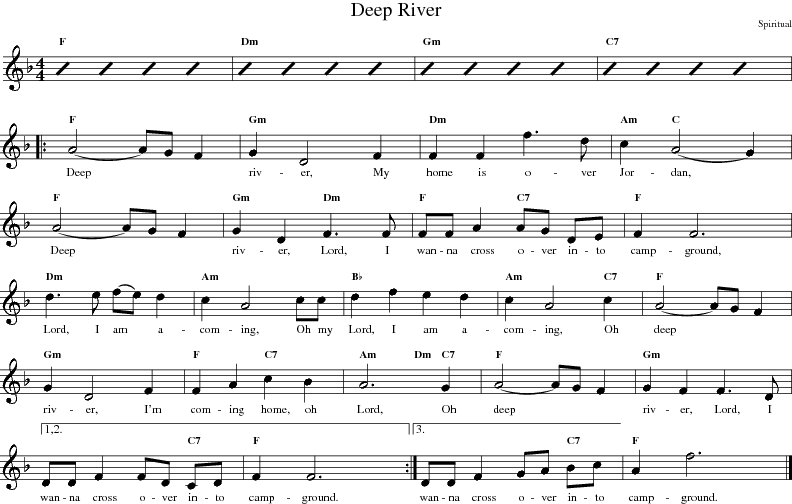 Deep River
Spiritual
F Dm Gm C7
4 4
F Gm Dm Am C
Deep riv - er, My home is o - ver Jor - dan,
F Gm Dm F C7 F
Deep riv - er, Lord, I wan - na cross o - ver in - to camp - ground,
Dm Am B♭ Am C7 F
Lord, I am a - com - ing, Oh my Lord, I am a - com - ing, Oh deep
Gm F C7 Am Dm C7 F Gm
riv - er, I'm com - ing home, oh Lord, Oh deep riv - er, Lord, I
1,2. 3.
C7 F C7 F
wan - na cross o - ver in - to camp - ground. wan - na cross o - ver in - to camp - ground.